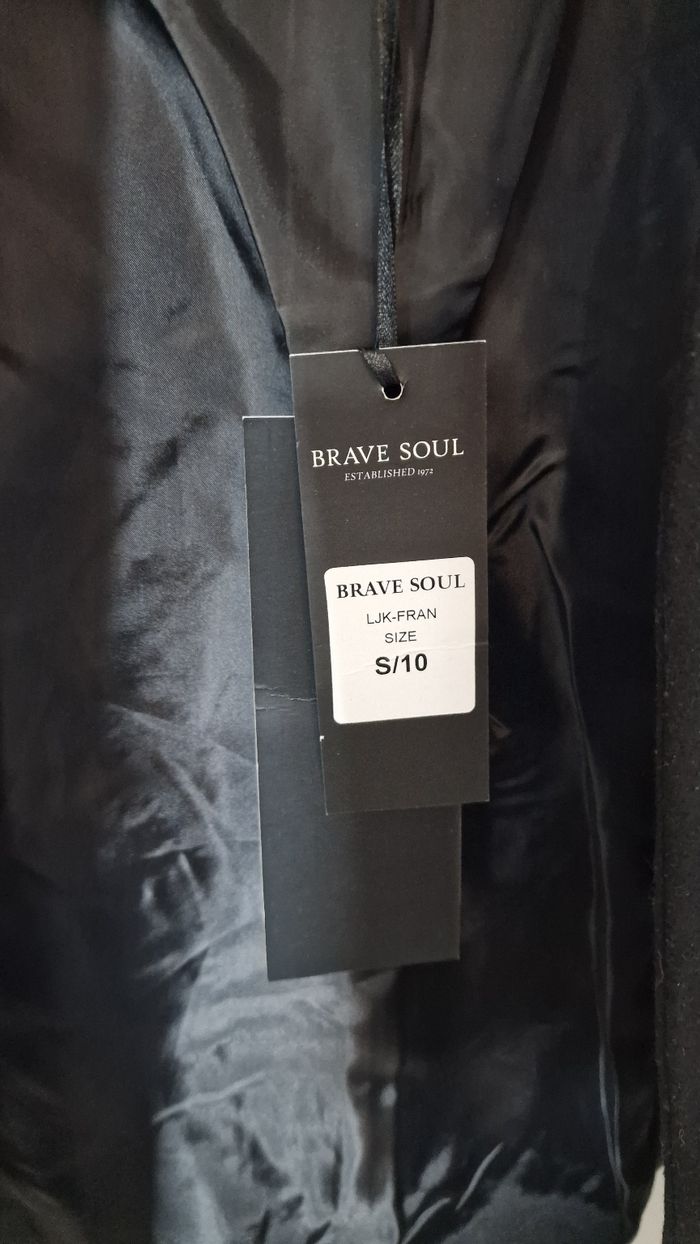 BRAVE SOUL
ESTABLISHED 1972
BRAVE SOUL
LJK-FRAN
SIZE
S/10